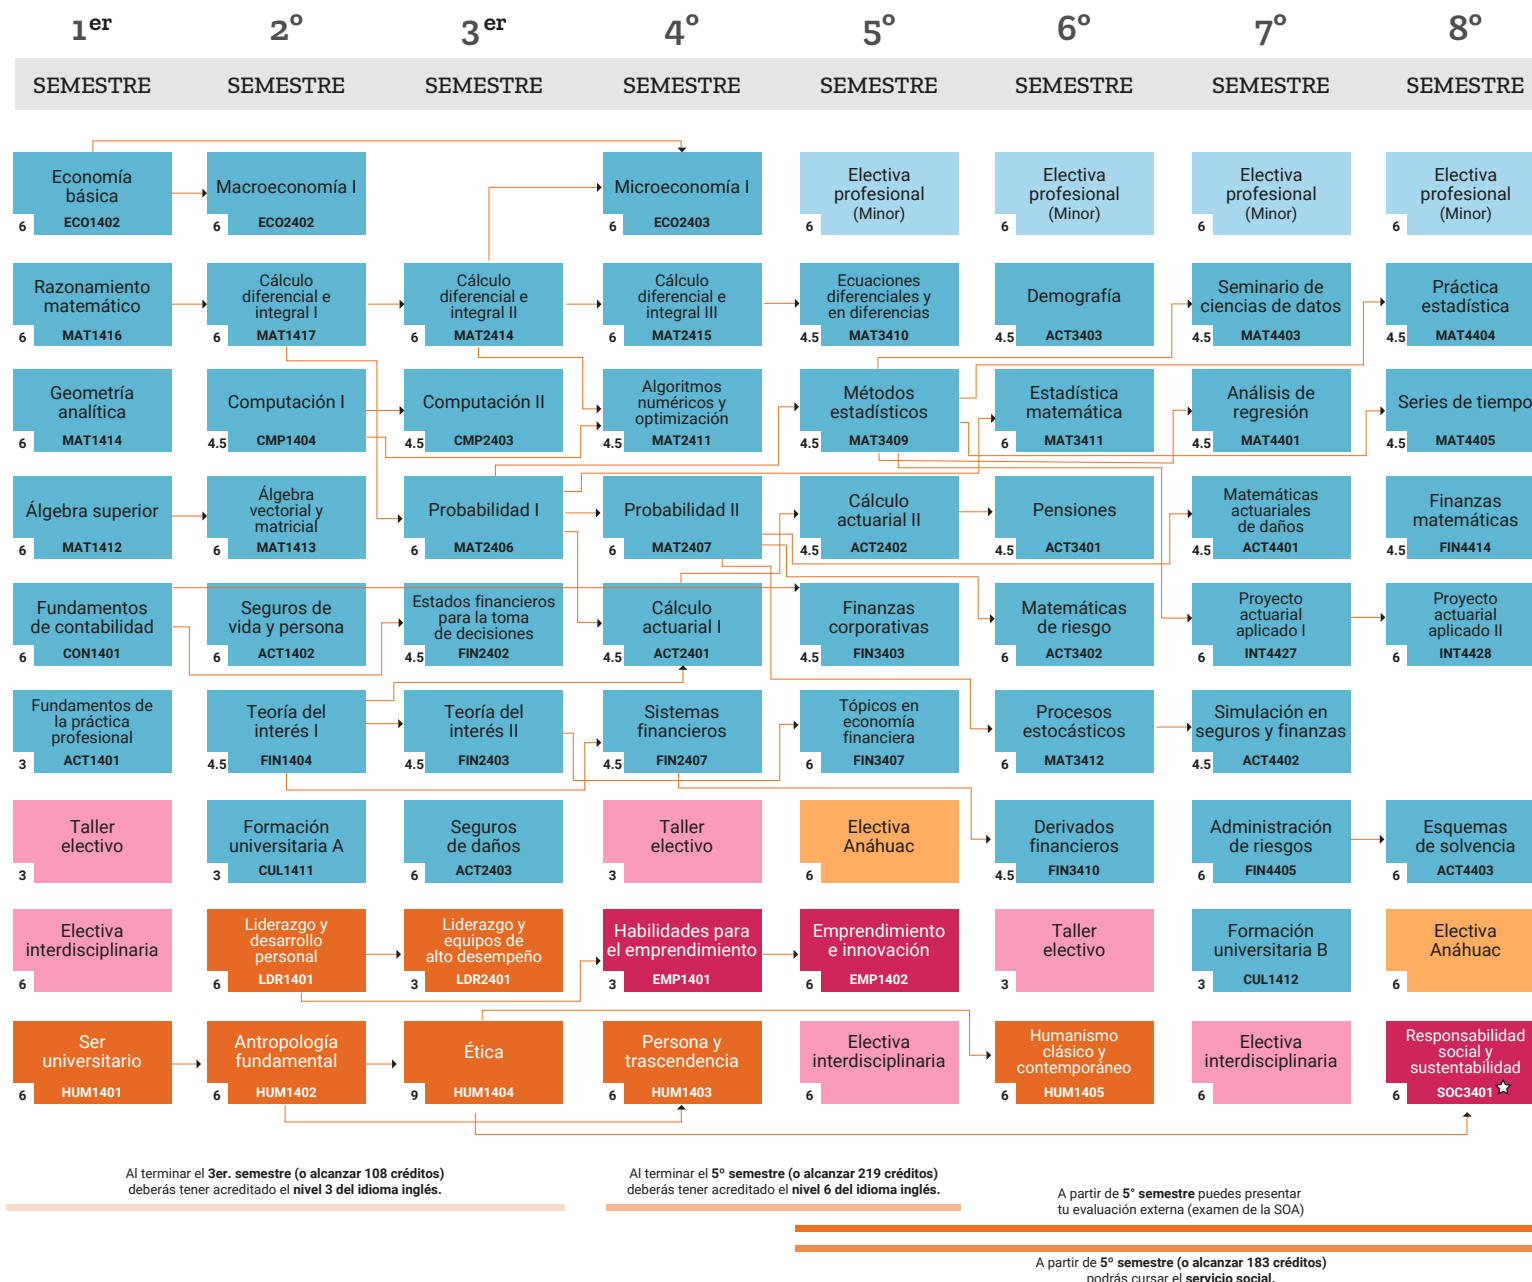 1er 2º 3er 4º 5º 6º 7º 8º
SEMESTRE SEMESTRE SEMESTRE SEMESTRE SEMESTRE SEMESTRE SEMESTRE SEMESTRE
Economía
básica
6 ECO1402
Macroeconomía I
6 ECO2402
Microeconomía I
6 ECO2403
Electiva
profesional
(Minor)
6
Electiva
profesional
(Minor)
6
Electiva
profesional
(Minor)
6
Electiva
profesional
(Minor)
6
Razonamiento
matemático
6 MAT1416
Cálculo
diferencial e
integral I
6 MAT1417
Cálculo
diferencial e
integral II
6 MAT2414
Cálculo
diferencial e
integral III
6 MAT2415
Ecuaciones
diferenciales y
en diferencias
4.5 MAT3410
Demografía
4.5 ACT3403
Seminario de
ciencias de datos
4.5 MAT4403
Práctica
estadística
4.5 MAT4404
Geometría
analítica
6 MAT1414
Computación I
4.5 CMP1404
Computación II
4.5 CMP2403
Algoritmos
numéricos y
optimización
4.5 MAT2411
Métodos
estadísticos
4.5 MAT3409
Estadística
matemática
6 MAT3411
Análisis de
regresión
4.5 MAT4401
Series de tiempo
4.5 MAT4405
Álgebra superior
6 MAT1412
Álgebra
vectorial y
matricial
6 MAT1413
Probabilidad I
6 MAT2406
Probabilidad II
6 MAT2407
Cálculo
actuarial II
4.5 ACT2402
Pensiones
4.5 ACT3401
Matemáticas
actuariales
de daños
4.5 ACT4401
Finanzas
matemáticas
4.5 FIN4414
Fundamentos
de contabilidad
6 CON1401
Seguros de
vida y persona
6 ACT1402
Estados financieros
para la toma
de decisiones
4.5 FIN2402
Cálculo
actuarial I
4.5 ACT2401
Finanzas
corporativas
4.5 FIN3403
Matemáticas
de riesgo
6 ACT3402
Proyecto
actuarial
aplicado I
6 INT4427
Proyecto
actuarial
aplicado II
6 INT4428
Fundamentos de
la práctica
profesional
3 ACT1401
Teoría del
interés I
4.5 FIN1404
Teoría del
interés II
4.5 FIN2403
Sistemas
financieros
4.5 FIN2407
Tópicos en
economía
financiera
6 FIN3407
Procesos
estocásticos
6 MAT3412
Simulación en
seguros y finanzas
4.5 ACT4402
Taller
electivo
3
Formación
universitaria A
3 CUL1411
Seguros
de daños
6 ACT2403
Taller
electivo
3
Electiva
Anáhuac
6
Derivados
financieros
4.5 FIN3410
Administración
de riesgos
6 FIN4405
Esquemas
de solvencia
6 ACT4403
Electiva
interdisciplinaria
6
Liderazgo y
desarrollo
personal
6 LDR1401
Liderazgo y
equipos de
alto desempeño
3 LDR2401
Habilidades para
el emprendimiento
3 EMP1401
Emprendimiento
e innovación
6 EMP1402
Taller
electivo
3
Formación
universitaria B
3 CUL1412
Electiva
Anáhuac
6
Ser
universitario
6 HUM1401
Antropología
fundamental
6 HUM1402
Ética
9 HUM1404
Persona y
trascendencia
6 HUM1403
Electiva
interdisciplinaria
6
Humanismo
clásico y
contemporáneo
6 HUM1405
Electiva
interdisciplinaria
6
Responsabilidad
social y
sustentabilidad
6 SOC3401
Al terminar el 3er. semestre (o alcanzar 108 créditos)
deberás tener acreditado el nivel 3 del idioma inglés.
Al terminar el 5º semestre (o alcanzar 219 créditos)
deberás tener acreditado el nivel 6 del idioma inglés.
A partir de 5° semestre puedes presentar
tu evaluación externa (examen de la SOA)
A partir de 5º semestre (o alcanzar 183 créditos)
podrás cursar el servicio social.